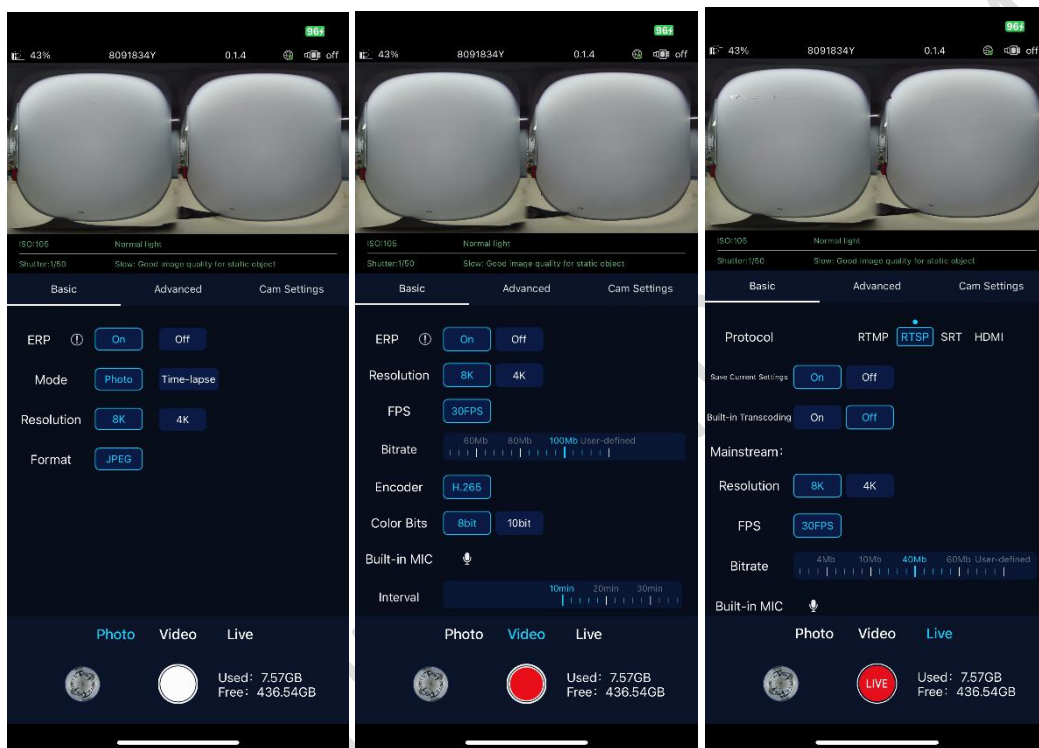 96
43% 8091834Y 0.1.4 off
ISO:105 Normal light
Shutter:1/50 Slow: Good image quality for static object
Basic Advanced Cam Settings
ERP On Off
Mode Photo Time-lapse
Resolution 8K 4K
Format JPEG
Photo Video Live
Used: 7.57GB
Free: 436.54GB
96
43% 8091834Y 0.1.4 off
ISO:105 Normal light
Shutter:1/50 Slow: Good image quality for static object
Basic Advanced Cam Settings
ERP On Off
Resolution 8K 4K
FPS 30FPS
60Mb 80Mb 100Mb User-defined
Bitrate
Encoder H.265
Color Bits 8bit 10bit
Built-in MIC
10min 20min 30min
Interval
Photo Video Live
Used: 7.57GB
Free: 436.54GB
96
43% 8091834Y 0.1.4 off
ISO:105 Normal light
Shutter:1/50 Slow: Good image quality for static object
Basic Advanced Cam Settings
Protocol RTMP RTSP SRT HDMI
Save Current Settings On Off
Built-in Transcoding On Off
Mainstream:
Resolution 8K 4K
FPS 30FPS
4Mb 10Mb 40Mb 60Mb User-defined
Bitrate
Built-in MIC
Photo Video Live
LIVE
Used: 7.57GB
Free: 436.54GB